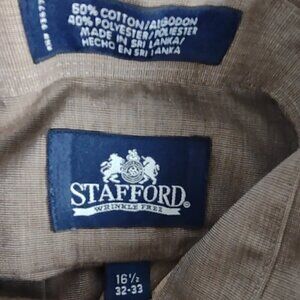 60% COTTON/ALGODON
40% POLYESTER/POLIESTER
MADE IN SRI LANKA/
HECHO EN SRI LANKA
STAFFORD®
WRINKLE FREE
16½
32-33